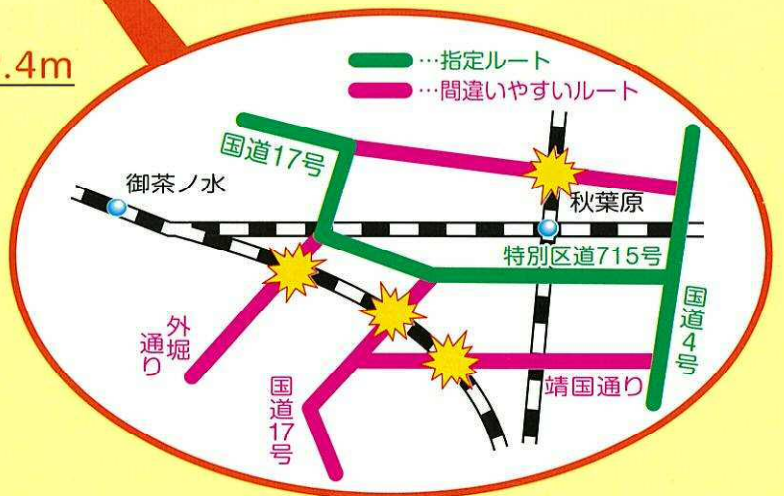 .4m
…指定ルート
…間違いやすいルート
国道17号
御茶ノ水
秋葉原
特別区道715号
外堀
通り
国道4号
靖国通り
国道17号